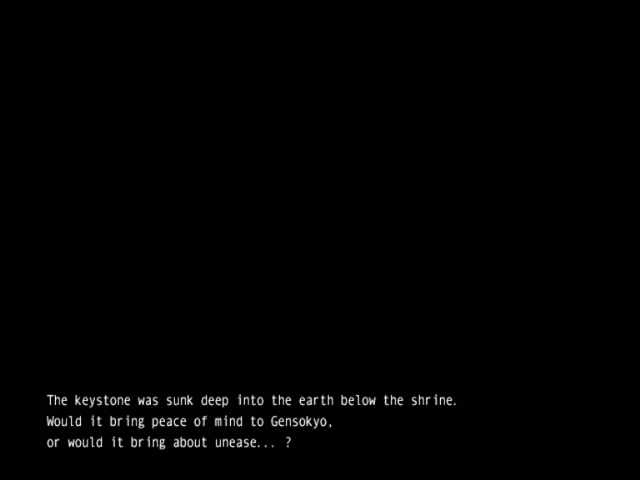 The keystone was sunk deep into the earth below the shrine.
Would it bring peace of mind to Gensokyo,
or would it bring about unease... ?